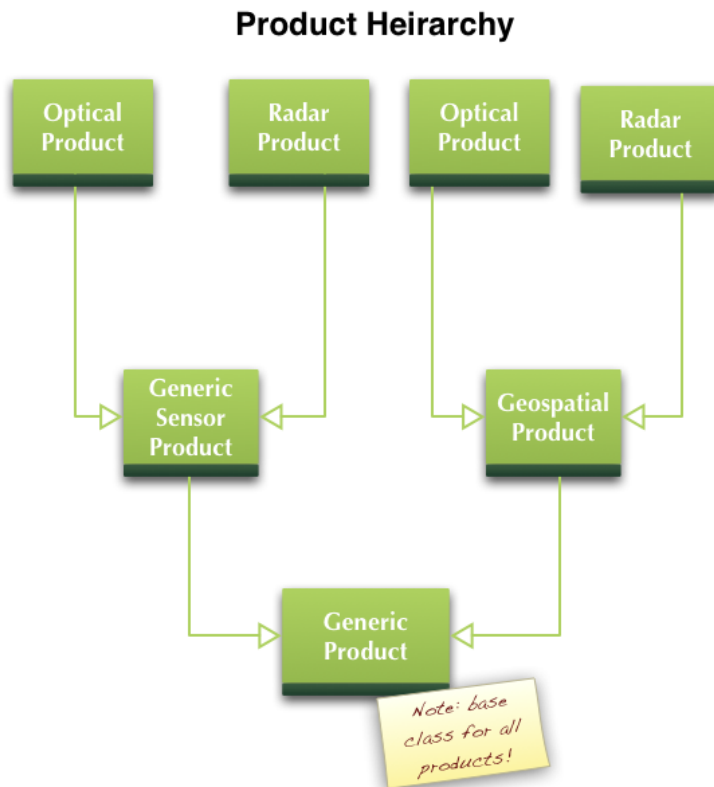 Product Heirarchy
Optical
Product
Radar
Product
Optical
Product
Radar
Product
Generic
Sensor
Product
Geospatial
Product
Generic
Product
Note: base
class for all
products!